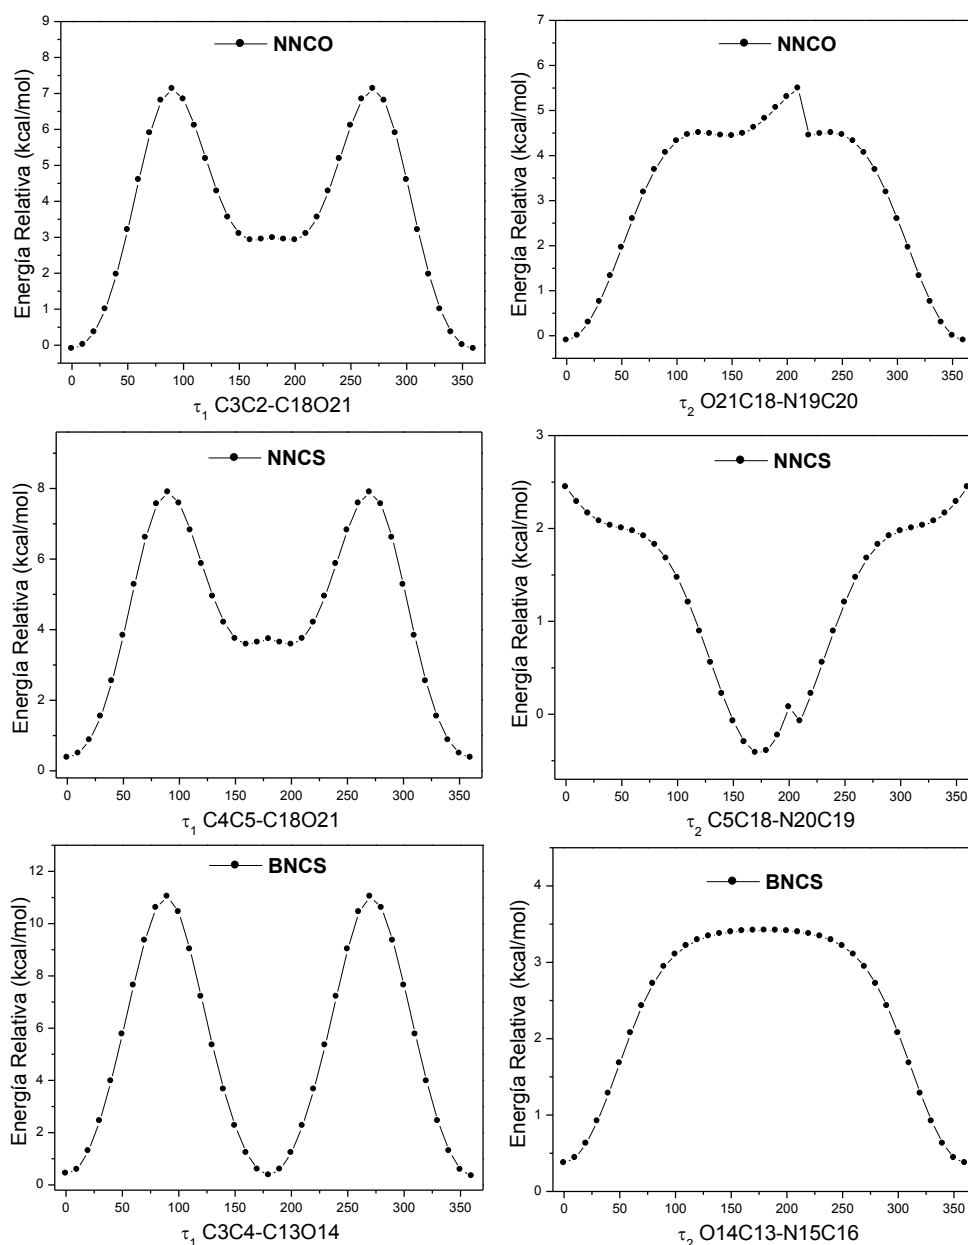 NNCO
Energía Relativa (kcal/mol)
9
8
7
6
5
4
3
2
1
0
0 50 100 150 200 250 300 350
τ1 C3C2-C18O21
NNCO
Energía Relativa (kcal/mol)
7
6
5
4
3
2
1
0
0 50 100 150 200 250 300 350
τ2 O21C18-N19C20
NNCS
Energía Relativa (kcal/mol)
8
6
4
2
0
0 50 100 150 200 250 300 350
τ1 C4C5-C18O21
NNCS
Energía Relativa (kcal/mol)
3
2
1
0
0 50 100 150 200 250 300 350
τ2 C5C18-N20C19
BNCS
Energía Relativa (kcal/mol)
12
10
8
6
4
2
0
0 50 100 150 200 250 300 350
τ1 C3C4-C13O14
BNCS
Energía Relativa (kcal/mol)
4
3
2
1
0
0 50 100 150 200 250 300 350
τ2 O14C13-N15C16